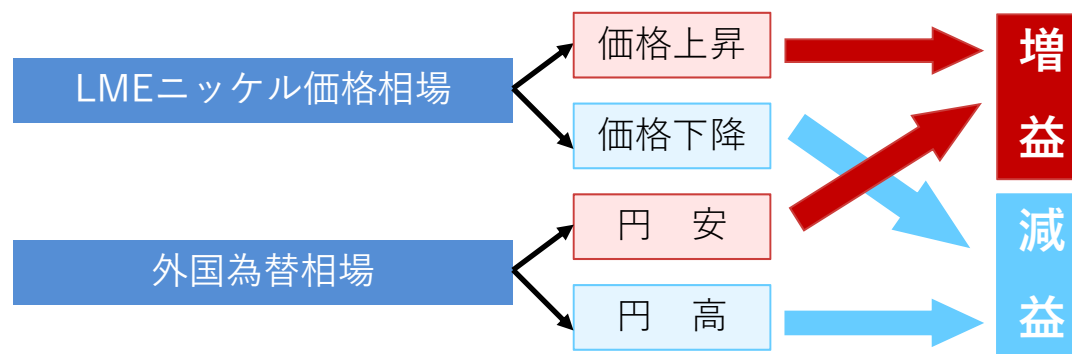 LMEニッケル価格相場
価格上昇
価格下降
外国為替相場
円　安
円　高
増益
減益